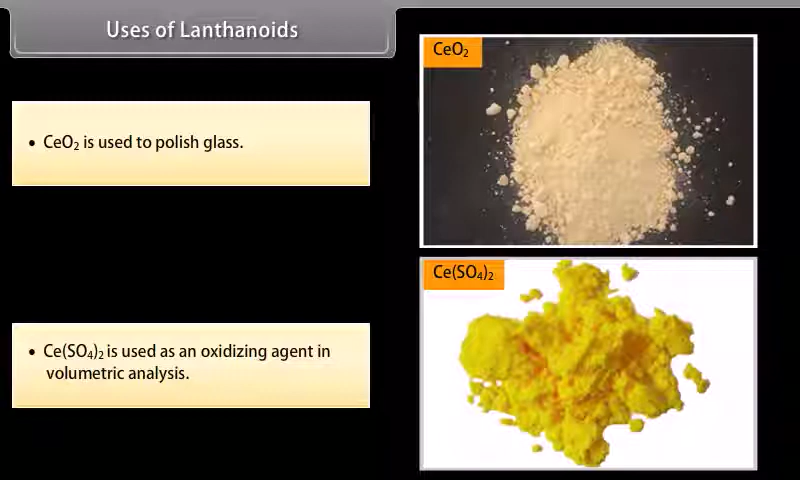 Uses of Lanthanoids
CeO₂
• CeO₂ is used to polish glass.
Ce(SO₄)₂
• Ce(SO₄)₂ is used as an oxidizing agent in
volumetric analysis.